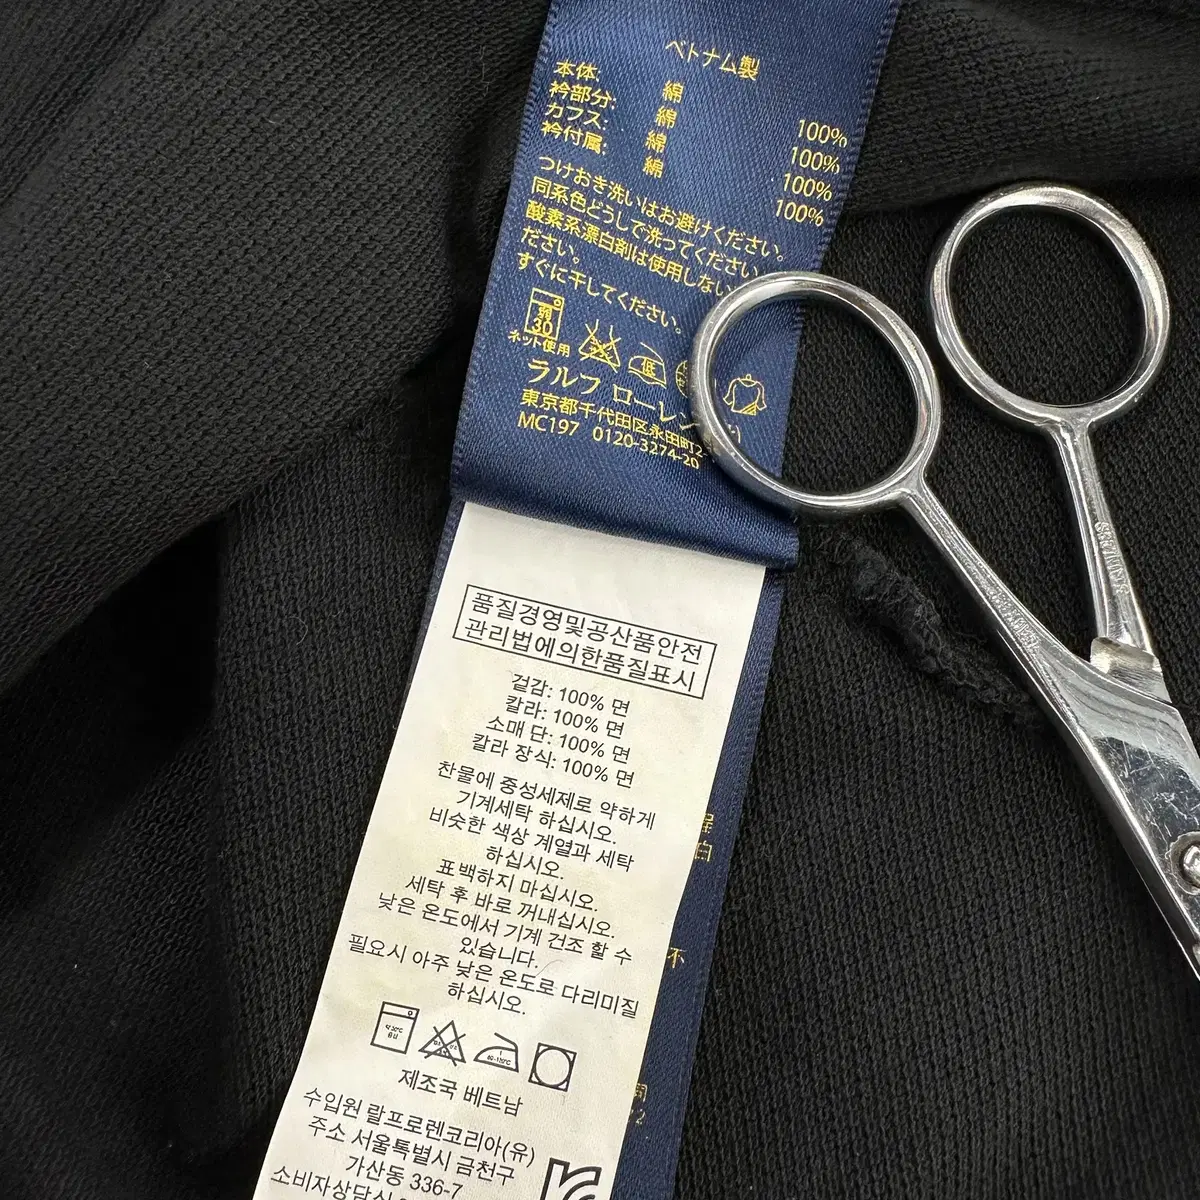 ベトナム製
本体: 綿 100%
衿部分: 綿 100%
カフス: 綿 100%
衿付属: 綿 100%
つけおき洗いはお避けください。
同系色どうしで洗ってください
酸素系漂白剤は使用しない
ださい。
すぐに干してください。
弱
30
ネット使用
低
ラルフ ローレン
東京都千代田区永田町2-
MC197 0120-3274-20
품질경영및공산품안전
관리법에의한품질표시
겉감: 100% 면
칼라: 100% 면
소매 단: 100% 면
칼라 장식: 100% 면
찬물에 중성세제로 약하게
기계세탁 하십시오.
비슷한 색상 계열과 세탁
하십시오.
표백하지 마십시오.
세탁 후 바로 꺼내십시오.
낮은 온도에서 기계 건조 할 수
있습니다.
필요시 아주 낮은 온도로 다리미질
하십시오.
80-120℃
제조국 베트남
수입원 랄프로렌코리아(유)
주소 서울특별시 금천구
가산동 336-7
소비자상담실
白
不